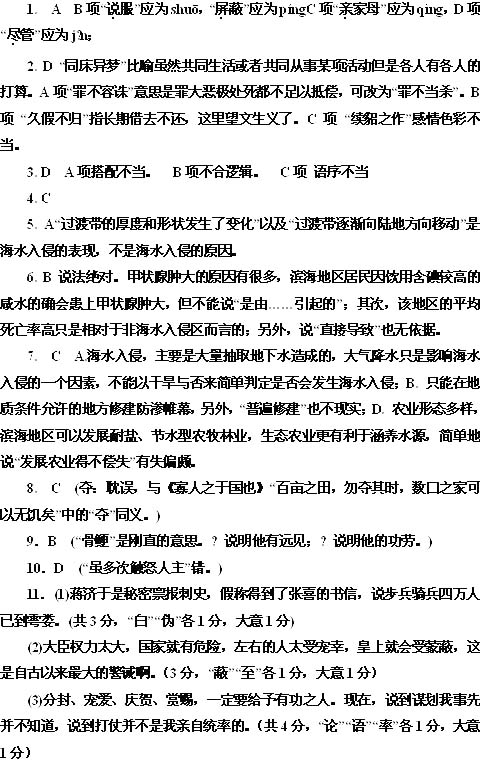 1. A B项“说服”应为shuō，“屏蔽”应为píngC项“亲家母”应为qìng，D项
“尽管”应为jǐn；
2. D “同床异梦”比喻虽然共同生活或者共同从事某项活动但是各人有各人的
打算。A项“罪不容诛”意思是罪大恶极处死都不足以抵偿，可改为“罪不当杀”。B
项 “久假不归”指长期借去不还，这里望文生义了。C 项 “续貂之作”感情色彩不
当。
3. D A项搭配不当。 B项不合逻辑。 C项 语序不当
4. C
5. A“过渡带的厚度和形状发生了变化”以及“过渡带逐渐向陆地方向移动”是
海水入侵的表现，不是海水入侵的原因。
6. B 说法绝对。甲状腺肿大的原因有很多，滨海地区居民因饮用含碘较高的
咸水的确会患上甲状腺肿大，但不能说“是由……引起的”；其次，该地区的平均
死亡率高只是相对于非海水入侵区而言的；另外，说“直接导致”也无依据。
7. C A海水入侵，主要是大量抽取地下水造成的，大气降水只是影响海水
入侵的一个因素，不能以干旱与否来简单判定是否会发生海水入侵；B. 只能在地
质条件允许的地方修建防渗帷幕，另外，“普遍修建”也不现实；D. 农业形态多样，
滨海地区可以发展耐盐、节水型农牧林业，生态农业更有利于涵养水源，简单地
说“发展农业得不偿失”有失偏颇。
8. C (夺：耽误，与《寡人之于国也》“百亩之田，勿夺其时，数口之家可
以无饥矣”中的“夺”同义。)
9．B (“骨鲠”是刚直的意思。? 说明他有远见；? 说明他的功劳。)
10．D (“虽多次触怒人主”错。)
11．(1)蒋济于是秘密禀报刺史，假称得到了张喜的书信，说步兵骑兵四万人
已到雩娄。(共3分，“白”“伪”各1分，大意1分)
(2)大臣权力太大，国家就有危险，左右的人太受宠幸，皇上就会受蒙蔽，这
是自古以来最大的警诫啊。(3分，“蔽”“至”各1分，大意1分)
(3)分封、宠爱、庆贺、赏赐，一定要给予有功之人。现在，说到谋划我事先
并不知道，说到打仗并不是我亲自统率的。(共4分，“论”“语”“率”各1分，大意
1分)